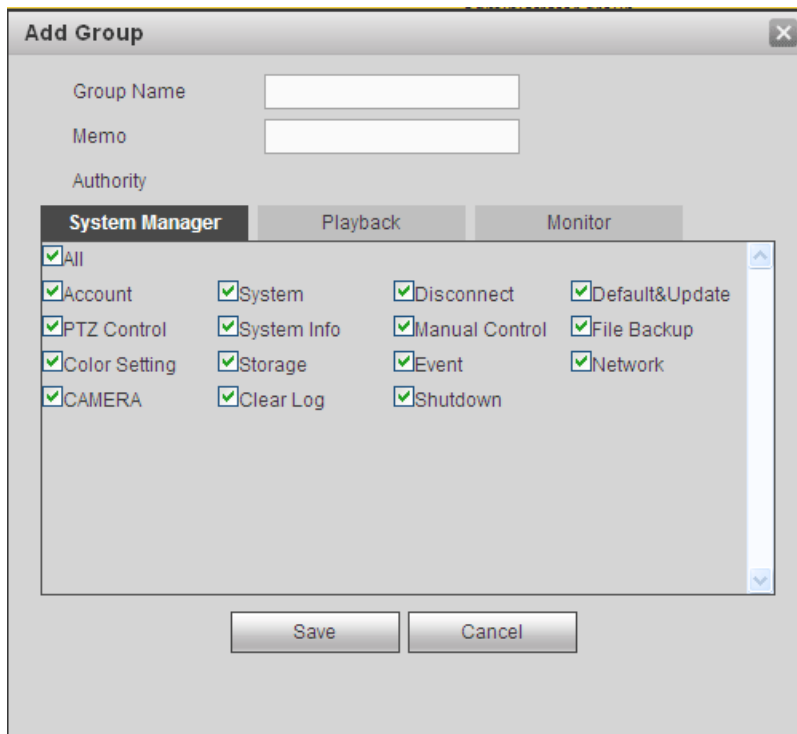 Add Group
Group Name
Memo
Authority
System Manager Playback Monitor
All
Account System Disconnect Default&Update
PTZ Control System Info Manual Control File Backup
Color Setting Storage Event Network
CAMERA Clear Log Shutdown
Save Cancel